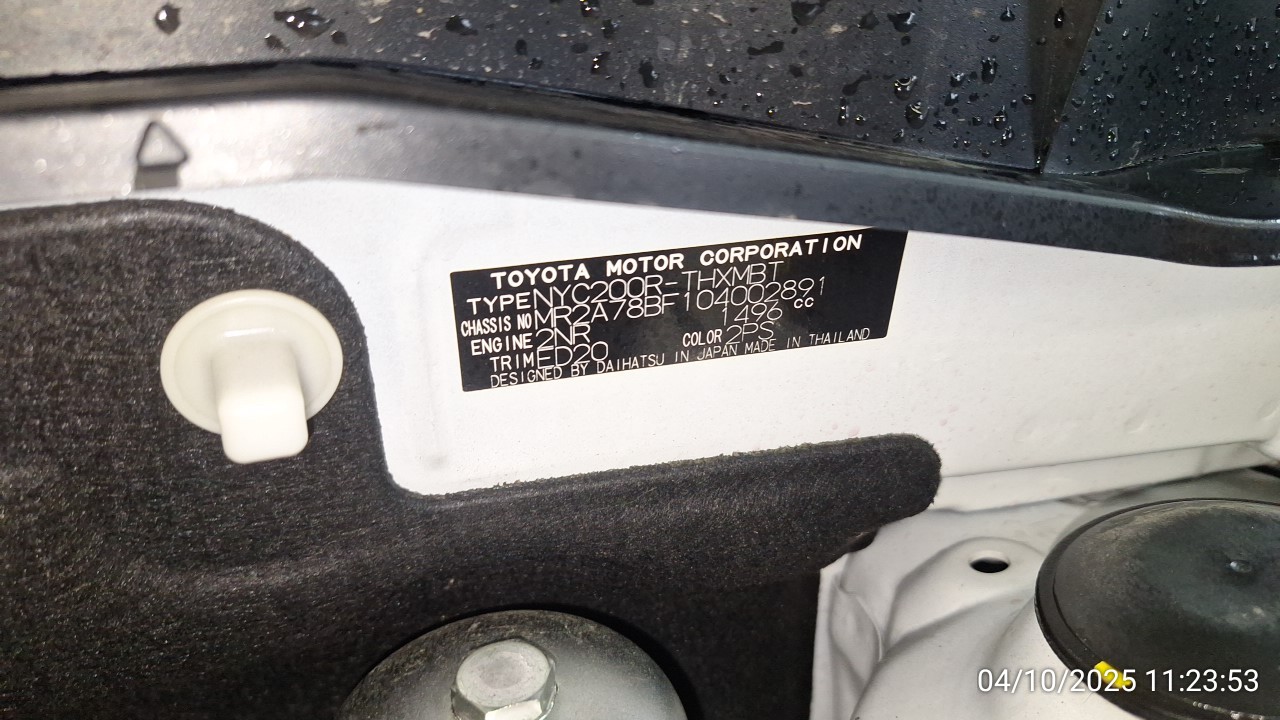 TOYOTA MOTOR CORPORATION
TYPE NYC200R-THXMBT
CHASSIS NO MR2A78BF104002891
ENGINE 2NR 1496 CC
TRIM ED20 COLOR 2PS
DESIGNED BY DAIHATSU IN JAPAN MADE IN THAILAND
04/10/2025 11:23:53